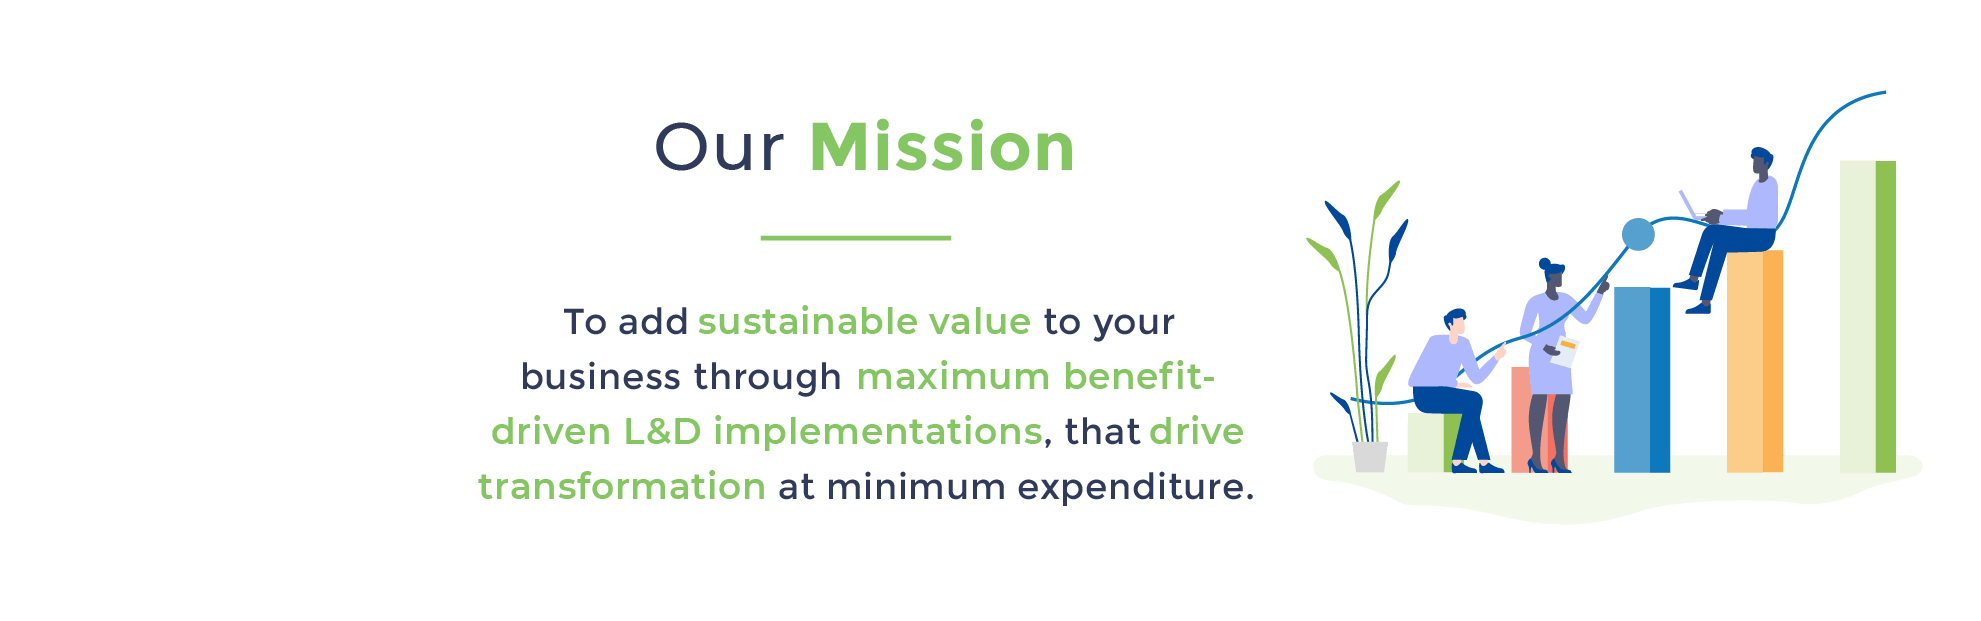 Our Mission
To add sustainable value to your
business through maximum benefit-
driven L&D implementations, that drive
transformation at minimum expenditure.